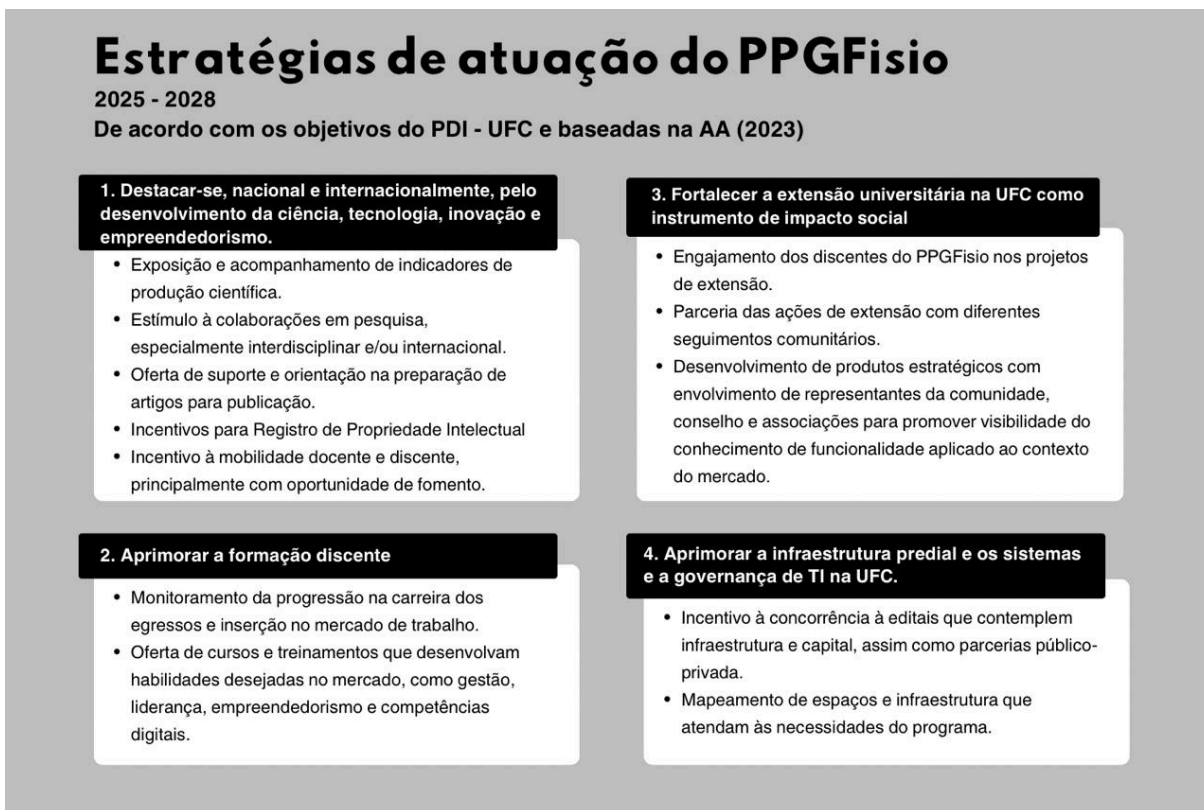 Estratégias de atuação do PPGFisio
2025 - 2028
De acordo com os objetivos do PDI - UFC e baseadas na AA (2023)
1. Destacar-se, nacional e internacionalmente, pelo
desenvolvimento da ciência, tecnologia, inovação e
empreendedorismo.
• Exposição e acompanhamento de indicadores de
produção científica.
• Estímulo à colaborações em pesquisa,
especialmente interdisciplinar e/ou internacional.
• Oferta de suporte e orientação na preparação de
artigos para publicação.
• Incentivos para Registro de Propriedade Intelectual
• Incentivo à mobilidade docente e discente,
principalmente com oportunidade de fomento.
2. Aprimorar a formação discente
• Monitoramento da progressão na carreira dos
egressos e inserção no mercado de trabalho.
• Oferta de cursos e treinamentos que desenvolvam
habilidades desejadas no mercado, como gestão,
liderança, empreendedorismo e competências
digitais.
3. Fortalecer a extensão universitária na UFC como
instrumento de impacto social
• Engajamento dos discentes do PPGFisio nos projetos
de extensão.
• Parceria das ações de extensão com diferentes
seguimentos comunitários.
• Desenvolvimento de produtos estratégicos com
envolvimento de representantes da comunidade,
conselho e associações para promover visibilidade do
conhecimento de funcionalidade aplicado ao contexto
do mercado.
4. Aprimorar a infraestrutura predial e os sistemas
e a governança de TI na UFC.
• Incentivo à concorrência à editais que contemplem
infraestrutura e capital, assim como parcerias público-
privada.
• Mapeamento de espaços e infraestrutura que
atendam às necessidades do programa.